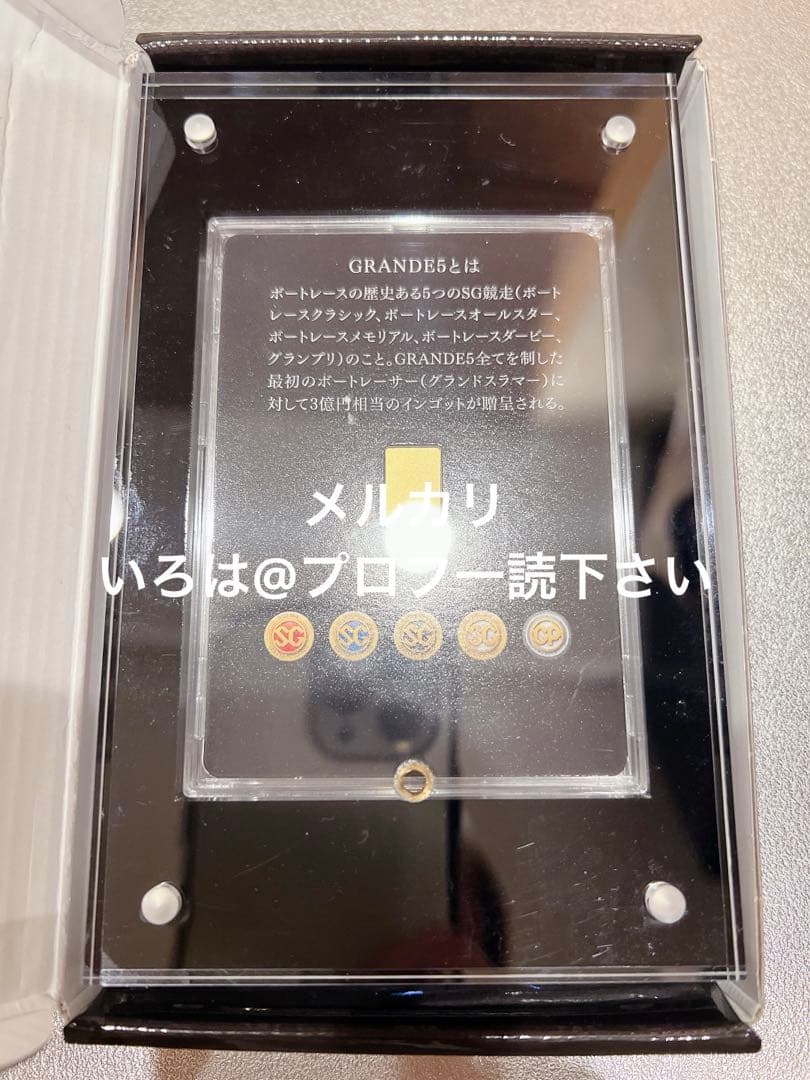 GRANDE5とは
ボートレースの歴史ある5つのSG競走(ボート
レースクラシック、ボートレースオールスター、
ボートレースメモリアル、ボートレースダービー、
グランプリ)のこと。GRANDE5全てを制した
最初のボートレーサー(グランドスラマー)に
対して3億円相当のインゴットが贈呈される。
メルカリ
いろは@プロフ一読下さい
SG SG SG SG GP